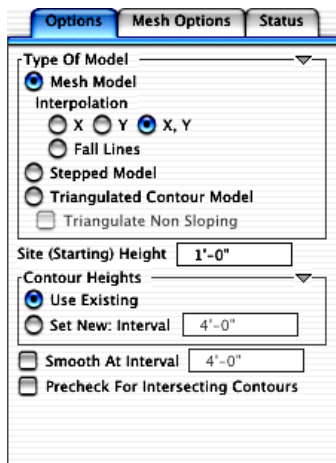 Options Mesh Options Status
Type Of Model
Mesh Model
Interpolation
X Y X, Y
Fall Lines
Stepped Model
Triangulated Contour Model
Triangulate Non Sloping
Site (Starting) Height 1'-0"
Contour Heights
Use Existing
Set New: Interval 4'-0"
Smooth At Interval 4'-0"
Precheck For Intersecting Contours